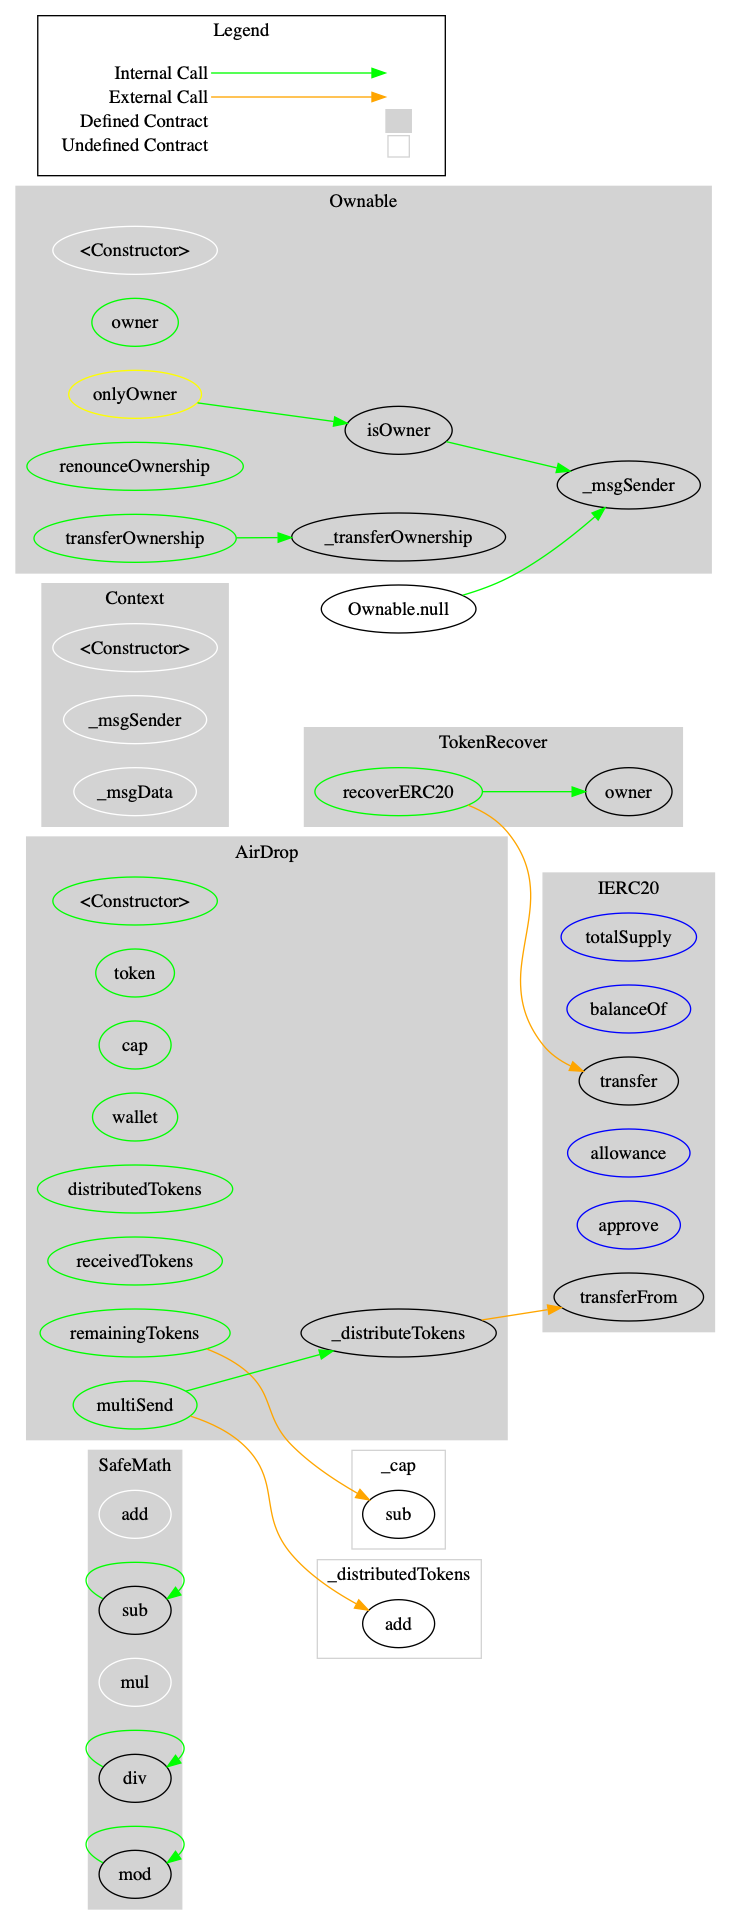 Legend
Internal Call
External Call
Defined Contract
Undefined Contract
Ownable
<Constructor>
owner
onlyOwner
isOwner
renounceOwnership
_msgSender
transferOwnership
_transferOwnership
Ownable.null
Context
<Constructor>
_msgSender
_msgData
TokenRecover
recoverERC20
owner
AirDrop
<Constructor>
token
cap
wallet
distributedTokens
receivedTokens
remainingTokens
_distributeTokens
multiSend
IERC20
totalSupply
balanceOf
transfer
allowance
approve
transferFrom
SafeMath
add
sub
mul
div
mod
_cap
sub
_distributedTokens
add